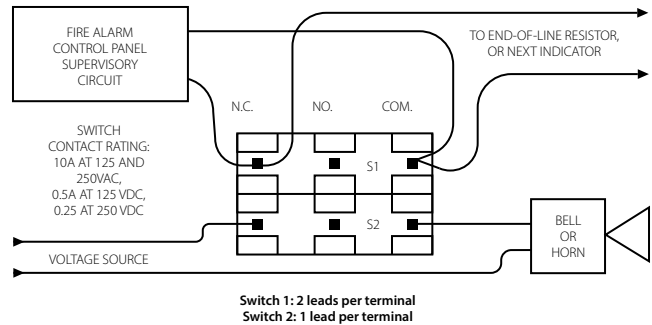 FIRE ALARM
CONTROL PANEL
SUPERVISORY
CIRCUIT
TO END-OF-LINE RESISTOR,
OR NEXT INDICATOR
N.C.
NO.
COM.
SWITCH
CONTACT RATING:
10A AT 125 AND
250VAC,
0.5A AT 125 VDC,
0.25 AT 250 VDC
S1
S2
BELL
OR
HORN
VOLTAGE SOURCE
Switch 1: 2 leads per terminal
Switch 2: 1 lead per terminal